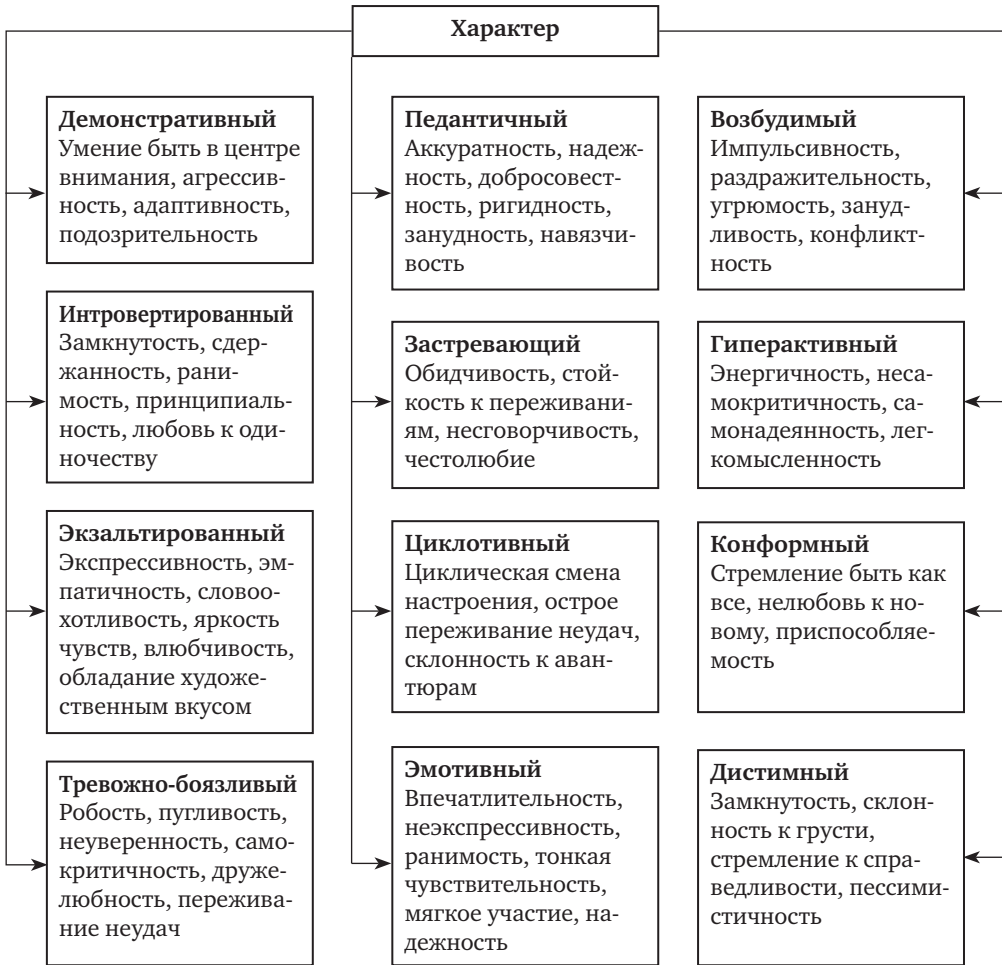 Характер
Демонстративный
Умение быть в центре
внимания, агрессив-
ность, адаптивность,
подозрительность
Педантичный
Аккуратность, надеж-
ность, добросовест-
ность, ригидность,
занудность, навязчи-
вость
Возбудимый
Импульсивность,
раздражительность,
угрюмость, зануд-
ливость, конфликт-
ность
Интровертированный
Замкнутость, сдер-
жанность, рани-
мость, принципиаль-
ность, любовь к оди-
ночеству
Застревающий
Обидчивость, стой-
кость к переживани-
ям, несговорчивость,
честолюбие
Гиперактивный
Энергичность, неса-
мокритичность, са-
монадеянность, лег-
комысленность
Экзальтированный
Экспрессивность, эм-
патичность, словоо-
хотливость, яркость
чувств, влюбчивость,
обладание художе-
ственным вкусом
Циклотивный
Циклическая смена
настроения, острое
переживание неудач,
склонность к аван-
тюрам
Конформный
Стремление быть как
все, нелюбовь к но-
вому, приспособляе-
мость
Тревожно-боязливый
Робость, пугливость,
неуверенность, само-
критичность, друже-
любность, пережива-
ние неудач
Эмотивный
Впечатлительность,
неэкспрессивность,
ранимость, тонкая
чувствительность,
мягкое участие, на-
дежность
Дистимный
Замкнутость, склон-
ность к грусти,
стремление к спра-
ведливости, пессими-
стичность